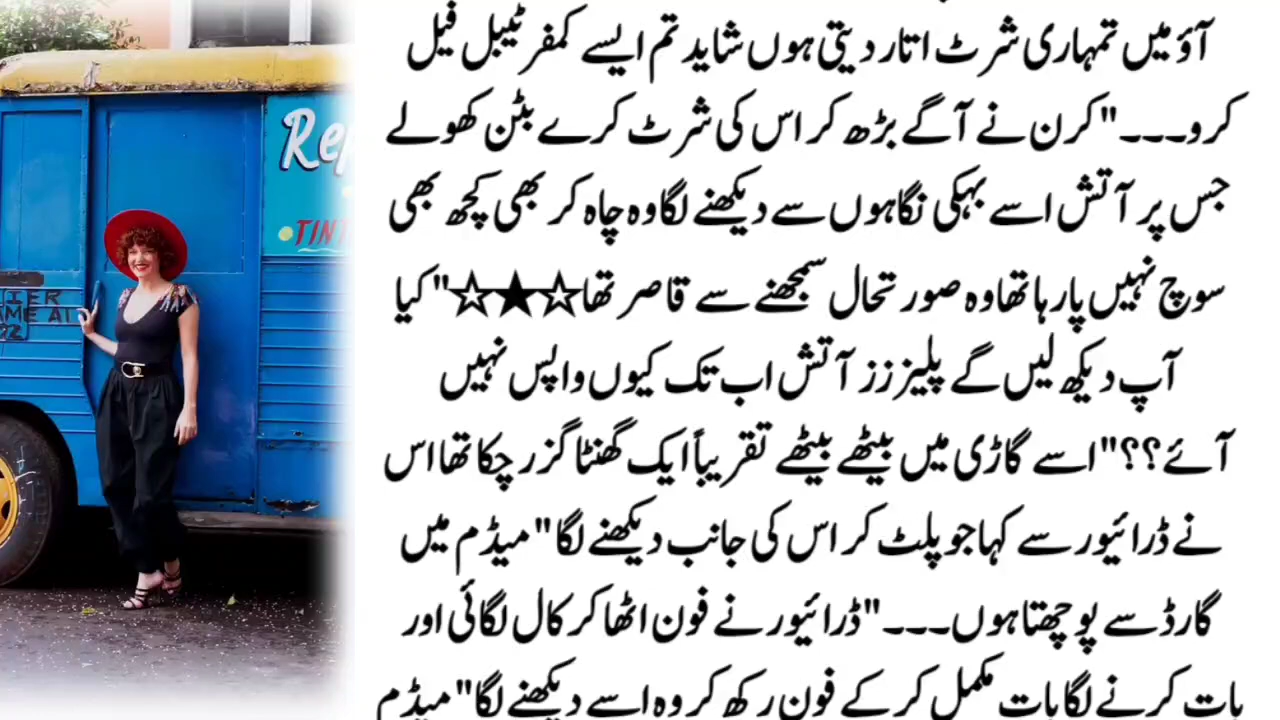 آؤ میں تمہاری شرٹ اتار دیتی ہوں شاید تم ایسے کمفرٹیبل فیل
کرو۔۔۔" کرن نے آگے بڑھ کر اس کی شرٹ کرے بٹن کھولے
جس پر آتش اسے بہکی نگاہوں سے دیکھنے لگا وہ چاہ کر بھی کچھ بھی
سوچ نہیں پا رہا تھا وہ صورتحال سمجھنے سے قاصر تھا☆★☆" کیا
آپ دیکھ لیں گے پلیززز آتش اب تک کیوں واپس نہیں
آئے؟؟" اسے گاڑی میں بیٹھے بیٹھے تقریباً ایک گھنٹا گزر چکا تھا اس
نے ڈرائیور سے کہا جو پلٹ کر اس کی جانب دیکھنے لگا" میڈم میں
گارڈ سے پوچھتا ہوں۔۔۔" ڈرائیور نے فون اٹھا کر کال لگائی اور
بات کرنے لگا بات مکمل کر کے فون رکھ کر وہ اسے دیکھنے لگا" میڈم
TINT
IER
AME AT